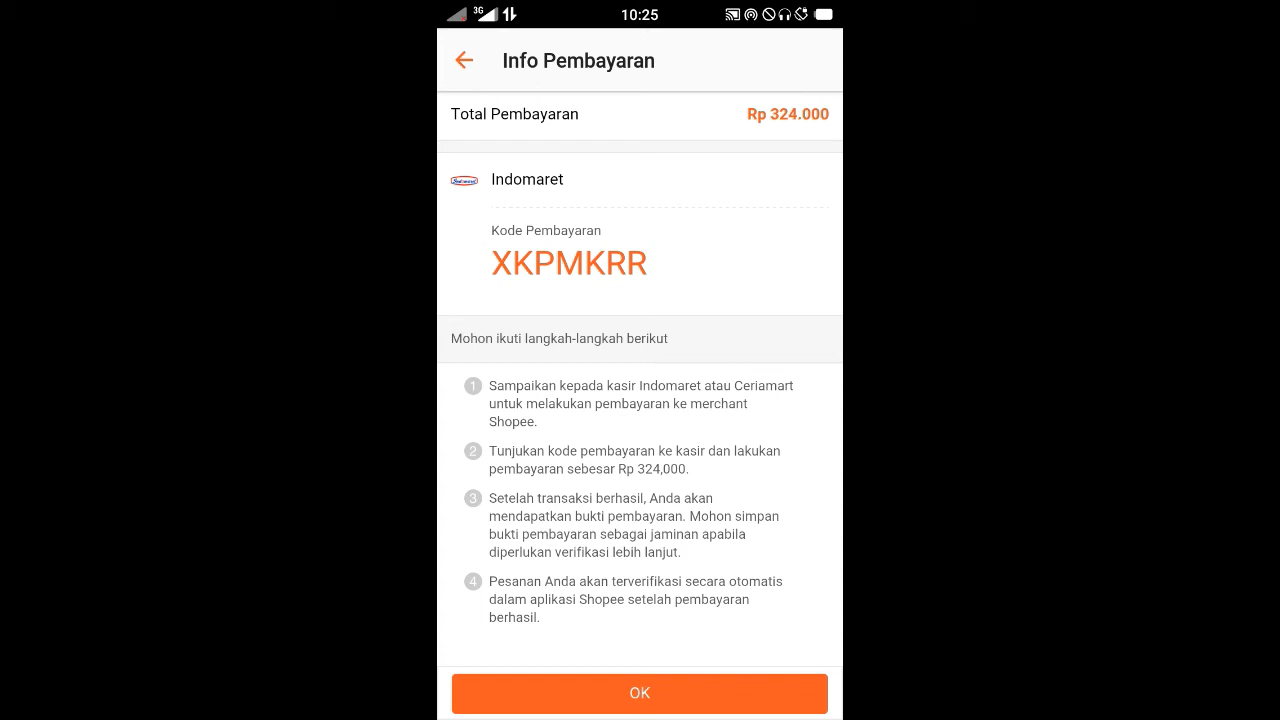 3G
10:25
Info Pembayaran
Total Pembayaran
Rp 324.000
Indomaret
Indomaret
Kode Pembayaran
XKPMKRR
Mohon ikuti langkah-langkah berikut
1 Sampaikan kepada kasir Indomaret atau Ceriamart
untuk melakukan pembayaran ke merchant
Shopee.
2 Tunjukan kode pembayaran ke kasir dan lakukan
pembayaran sebesar Rp 324,000.
3 Setelah transaksi berhasil, Anda akan
mendapatkan bukti pembayaran. Mohon simpan
bukti pembayaran sebagai jaminan apabila
diperlukan verifikasi lebih lanjut.
4 Pesanan Anda akan terverifikasi secara otomatis
dalam aplikasi Shopee setelah pembayaran
berhasil.
OK